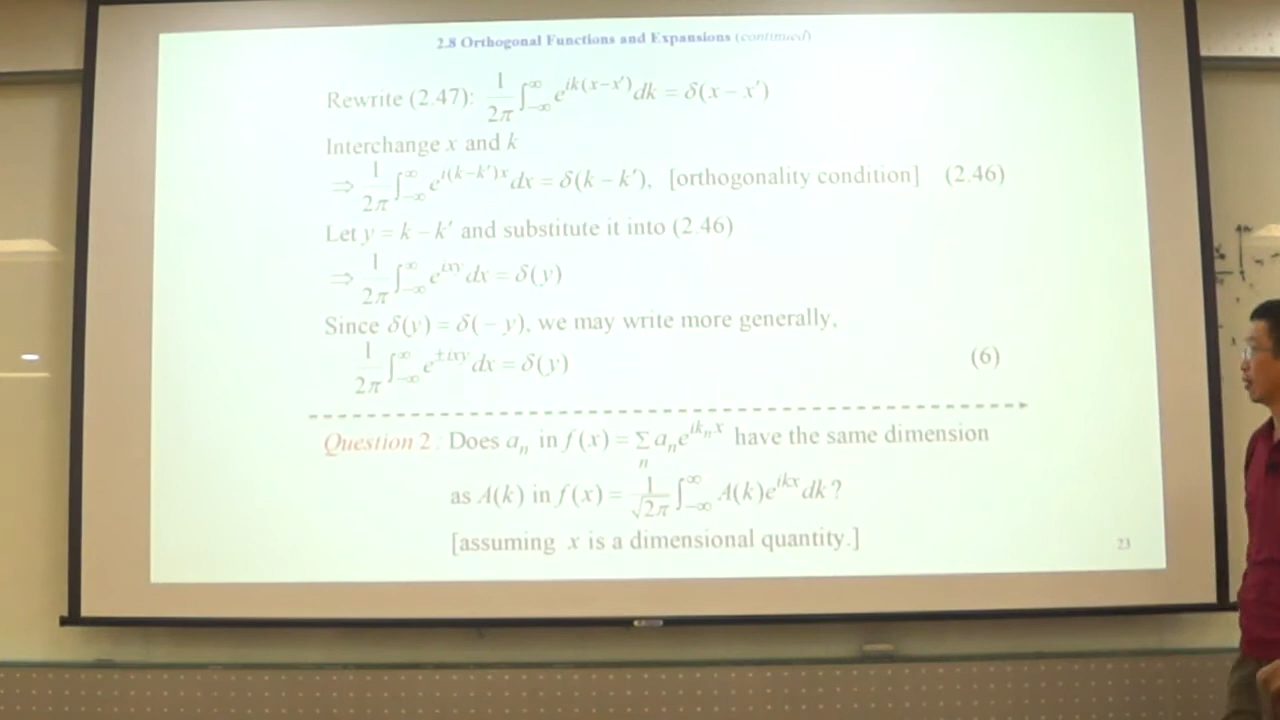 2.8 Orthogonal Functions and Expansions (continued)
Rewrite (2.47): 1/2π ∫_{-∞}^{∞} e^{ik(x−x′)} dk = δ(x − x′)
Interchange x and k
⇒ 1/2π ∫_{-∞}^{∞} e^{i(k−k′)x} dx = δ(k − k′), [orthogonality condition] (2.46)
Let y = k − k′ and substitute it into (2.46)
⇒ 1/2π ∫_{-∞}^{∞} e^{ixy} dx = δ(y)
Since δ(y) = δ(− y), we may write more generally,
1/2π ∫_{-∞}^{∞} e^{±ixy} dx = δ(y) (6)
Question 2: Does a_n in f(x) = Σ_n a_n e^{ik_n x} have the same dimension
as A(k) in f(x) = 1/√2π ∫_{-∞}^{∞} A(k)e^{ikx} dk ?
[assuming x is a dimensional quantity.]
23